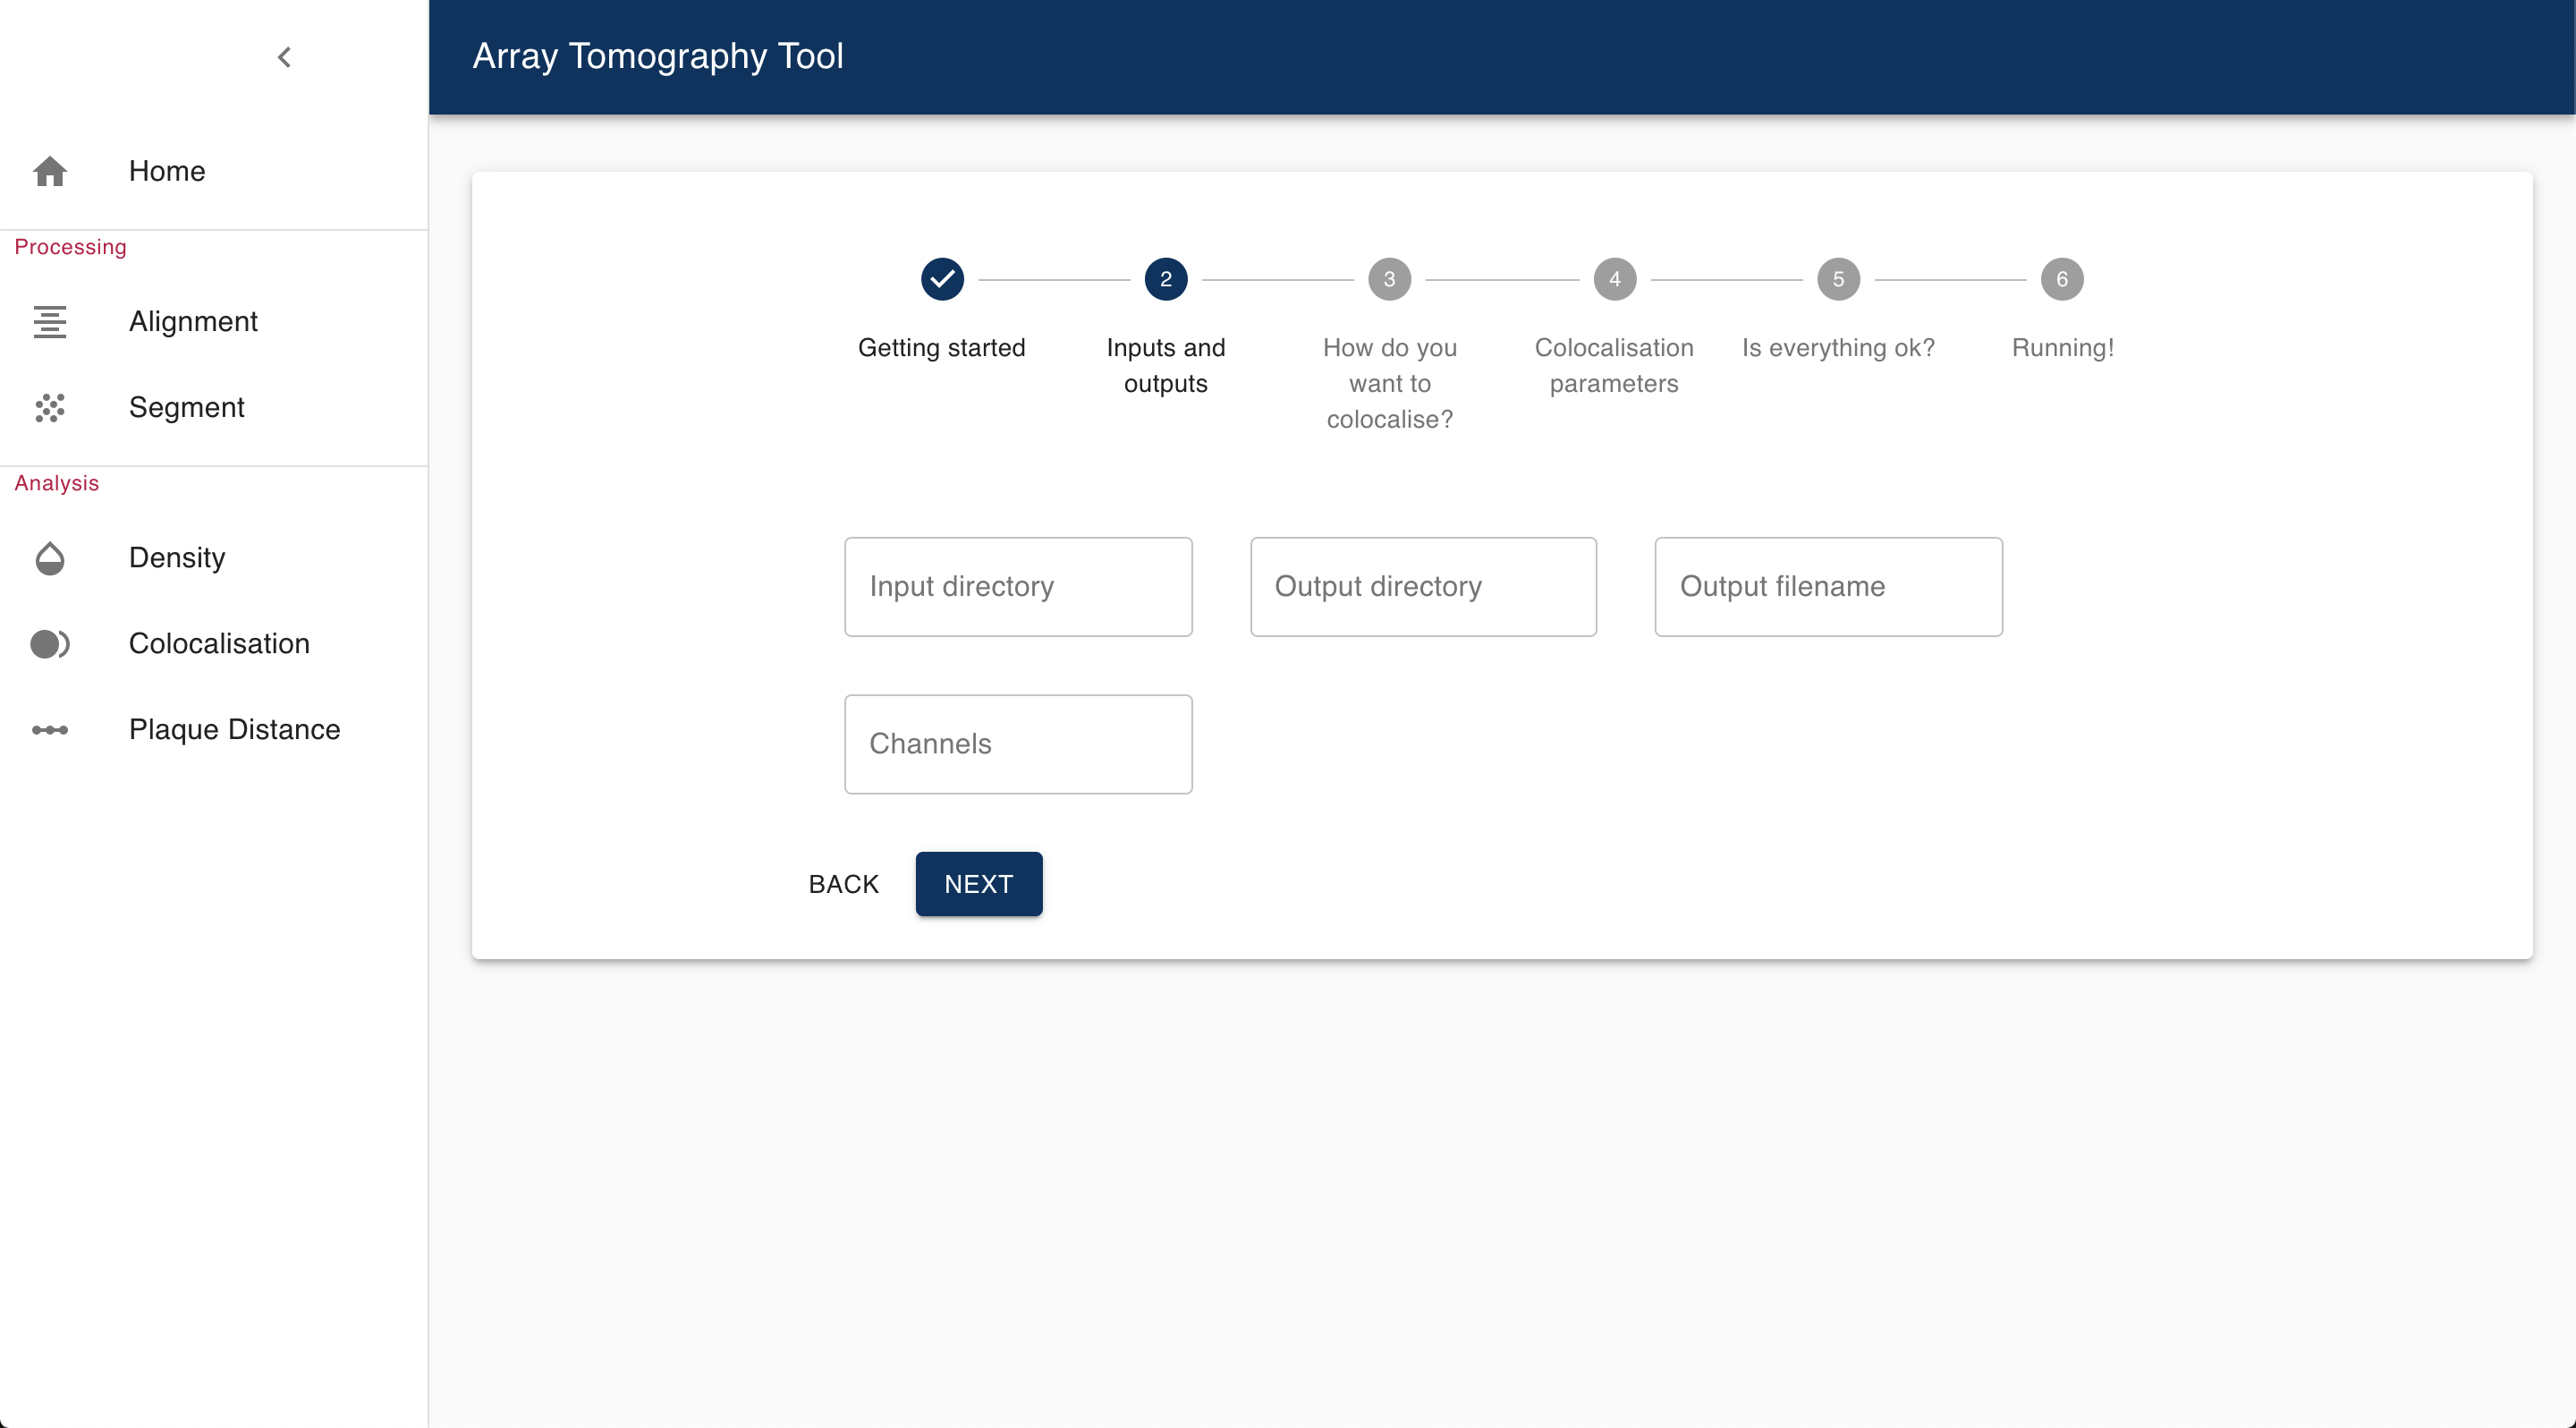 Array Tomography Tool
Home
Processing
Alignment
Segment
Analysis
Density
Colocalisation
Plaque Distance
2
3
4
5
6
Getting started
Inputs and
outputs
How do you
want to
colocalise?
Colocalisation
parameters
Is everything ok?
Running!
Input directory
Output directory
Output filename
Channels
BACK
NEXT